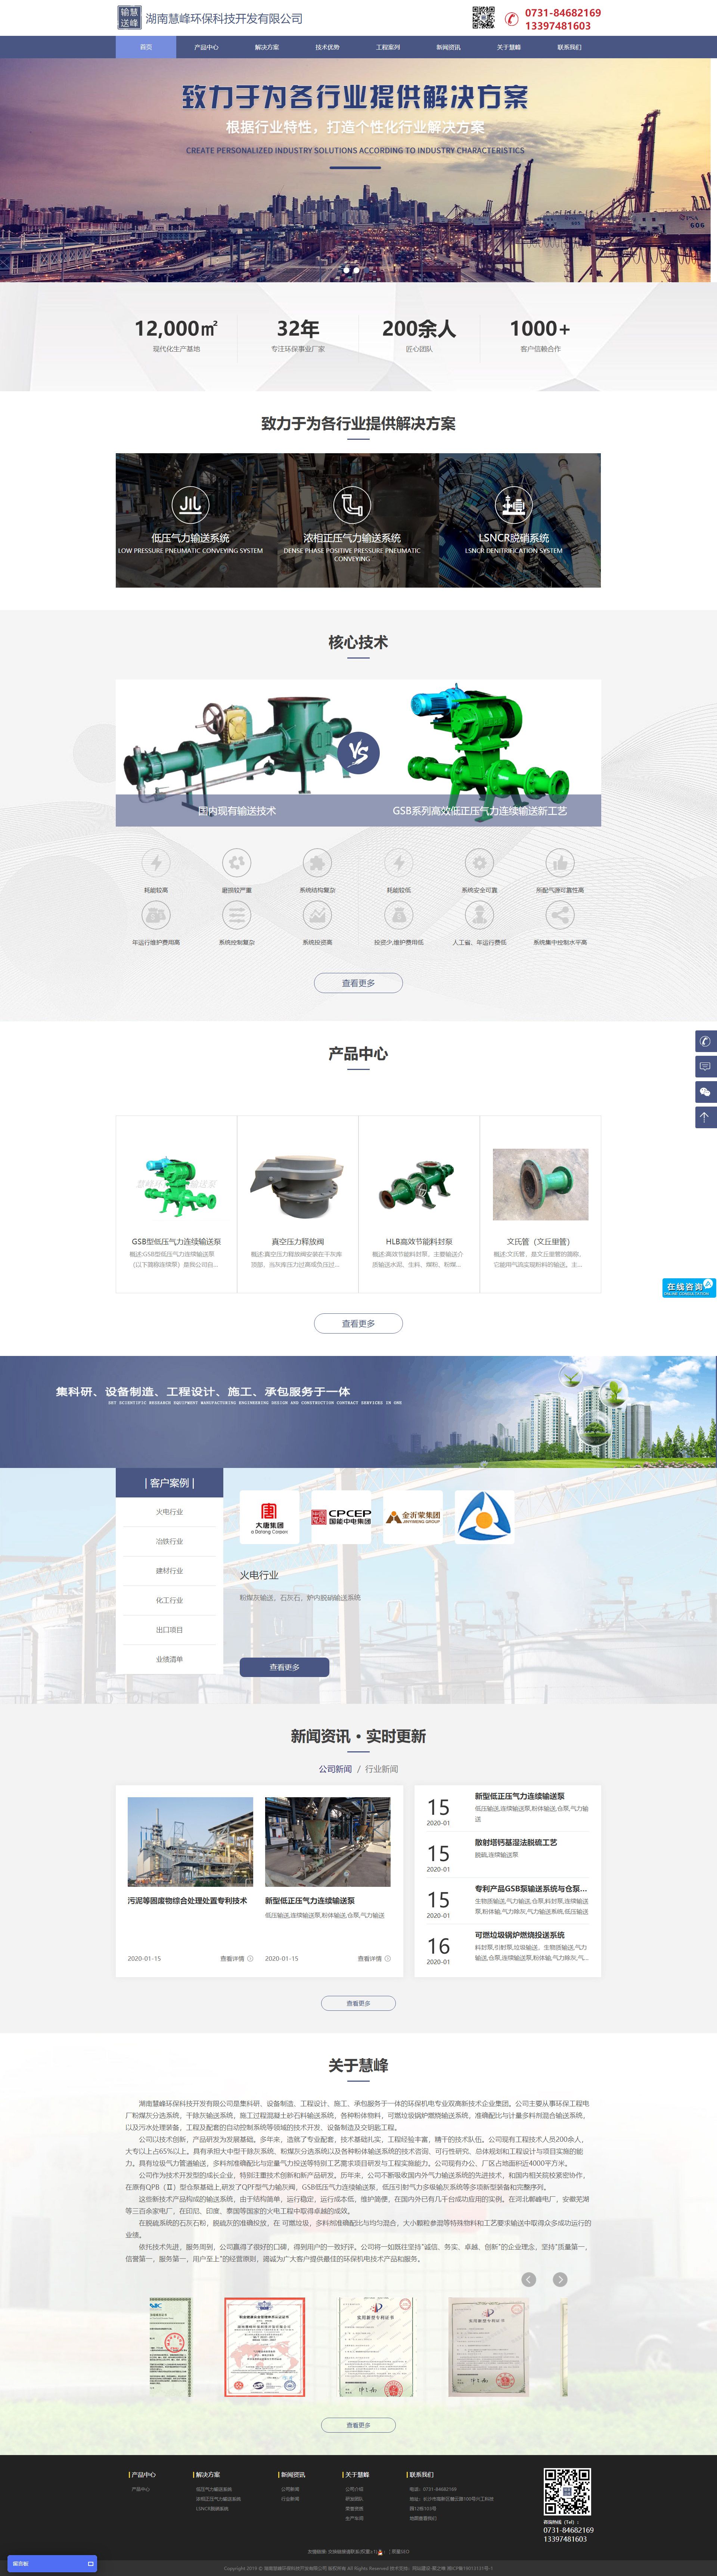 输慧
送峰
湖南慧峰环保科技开发有限公司
0731-84682169
13397481603
首页
产品中心
解决方案
技术优势
工程案列
新闻资讯
关于慧峰
联系我们
致力于为各行业提供解决方案
根据行业特性，打造个性化行业解决方案
CREATE PERSONALIZED INDUSTRY SOLUTIONS ACCORDING TO INDUSTRY CHARACTERISTICS
PSA
606
12,000㎡
现代化生产基地
32年
专注环保事业厂家
200余人
匠心团队
1000+
客户信赖合作
致力于为各行业提供解决方案
低压气力输送系统
LOW PRESSURE PNEUMATIC CONVEYING SYSTEM
浓相正压气力输送系统
DENSE PHASE POSITIVE PRESSURE PNEUMATIC
CONVEYING
LSNCR脱硝系统
LSNCR DENITRIFICATION SYSTEM
核心技术
VS
国内现有输送技术
GSB系列高效低正压气力连续输送新工艺
耗能较高
磨损较严重
系统结构复杂
耗能较低
系统安全可靠
所配气源可靠性高
年运行维护费用高
系统控制复杂
系统投资高
投资少,维护费用低
人工省、年运行费低
系统集中控制水平高
查看更多
产品中心
GSB型低压气力连续输送泵
概述:GSB型低压气力连续输送泵
（以下简称连续泵）是我公司自...
真空压力释放阀
概述:真空压力释放阀安装在干灰库
顶部、当灰库压力过高或负压过...
HLB高效节能料封泵
概述:高效节能料封泵，主要输送介
质输送水泥、生料、煤粉、粉煤...
文氏管（文丘里管）
概述：文氏管、是文丘里管的简称、
它能用气流实现粉料的输送。主...
查看更多
在线咨询
ONLINE CONSULTATION
集科研、设备制造、工程设计、施工、承包服务于一体
SET SCIENTIFIC RESEARCH EQUIPMENT MANUFACTURING ENGINEERING DESIGN AND CONSTRUCTION CONTRACT SERVICES IN ONE
| 客户案例 |
火电行业
冶铁行业
建材行业
化工行业
出口项目
业绩清单
大唐集团
CPCEP
国能中电集团
金沂蒙集团
JINYIMENG GROUP
火电行业
粉煤灰输送、石灰石、炉内脱硝输送系统
查看更多
新闻资讯・实时更新
公司新闻 / 行业新闻
污泥等固废物综合处理处置专利技术
2020-01-15
查看详情
新型低正压气力连续输送泵
低压输送,连续输送泵,粉体输送,仓泵,气力输送
2020-01-15
查看详情
15
2020-01
新型低正压气力连续输送泵
低压输送,连续输送泵,粉体输送,仓泵,气力输
送
15
2020-01
散射塔钙基湿法脱硫工艺
脱硫,连续输送泵
15
2020-01
专利产品GSB泵输送系统与仓泵...
生物质输送,气力输送,仓泵,料封泵,连续输送
泵,粉体输,气力除灰,气力输送系统,低压输送
16
2020-01
可燃垃圾锅炉燃烧投送系统
料封泵,引射泵,垃圾输送、生物质输送,气力
输送,仓泵,连续输送泵,粉体输,气力除灰,气...
查看更多
关于慧峰
湖南慧峰环保科技开发有限公司是集科研、设备制造、工程设计、施工、承包服务于一体的环保机电专业双高新技术企业集团。公司主要从事环保工程电
厂粉煤灰分选系统，干除灰输送系统，施工过程混凝土砂石料输送系统，各种粉体物料，可燃垃圾锅炉燃烧输送系统，准确配比与计量多料剂混合输送系统，
以及污水处理装备、工程及配套的自动控制系统等领域的技术开发、设备制造及交钥匙工程。
公司以技术创新，产品研发为发展基础。多年来，造就了专业配套，技术基础扎实，工程经验丰富，精干的技术队伍。公司现有工程技术人员200余人，
大专以上占65%以上。具有承担大中型干除灰系统、粉煤灰分选系统以及各种粉体输送系统的技术咨询、可行性研究、总体规划和工程设计与项目实施的能
力。具有垃圾气力管道输送，多料剂准确配比与定量气力投送等特别工艺需求项目研发与工程实施能力。公司现有办公、厂区占地面积近4000平方米。
公司作为技术开发型的成长企业，特别注重技术创新和新产品研发。历年来，公司不断吸收国内外气力输送系统的先进技术，和国内相关院校紧密协作，
在原有QPB（Ⅱ）型仓泵基础上,研发了QPF型气力输灰阀，GSB低压气力连续输送泵，低压引射气力多级输灰系统等多项新型装备和完整序列。
这些新技术产品构成的输送系统，由于结构简单，运行稳定，运行成本低、维护简便，在国内外已有几千台成功应用的实例。在河北邯峰电厂，安徽芜湖
等三百余家电厂，在印尼、印度、泰国等国家的火电工程中取得卓越的成效。
在脱硫系统的石灰石粉，脱硫灰的准确校放，在 可燃垃圾，多料剂准确配比与均匀混合，大小颗粒参混等特殊物料和工艺要求输送中取得众多成功运行的
业绩。
依托技术先进，服务周到，公司赢得了很好的口碑，得到用户的一致好评。公司将一如既往坚持“诚信、务实、卓越、创新”的企业理念，坚持“质量第一、
信誉第一，服务第一，用户至上”的经营原则，竭诚为广大客户提供最佳的环保机电技术产品和服务。
查看更多
产品中心
产品中心
解决方案
低压气力输送系统
浓相正压气力输送系统
LSNCR脱硝系统
新闻资讯
公司新闻
行业新闻
关于慧峰
公司介绍
研发团队
荣誉资质
生产车间
联系我们
电话：0731-84682169
咨询热线（Tel）：
0731-84682169
13397481603
留言板